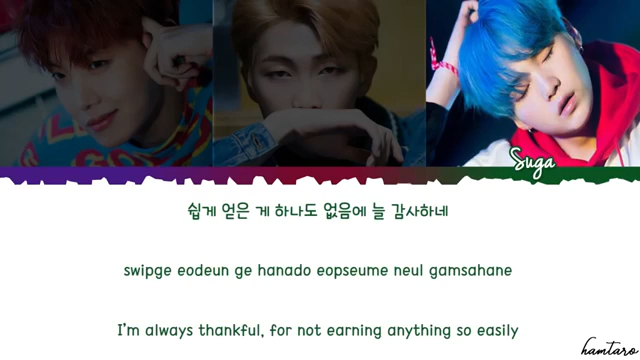 Suga
쉽게 얻은 게 하나도 없음에 늘 감사하네
swipge eodeun ge hanado eopseume neul gamsahane
I'm always thankful, for not earning anything so easily
hamtaro